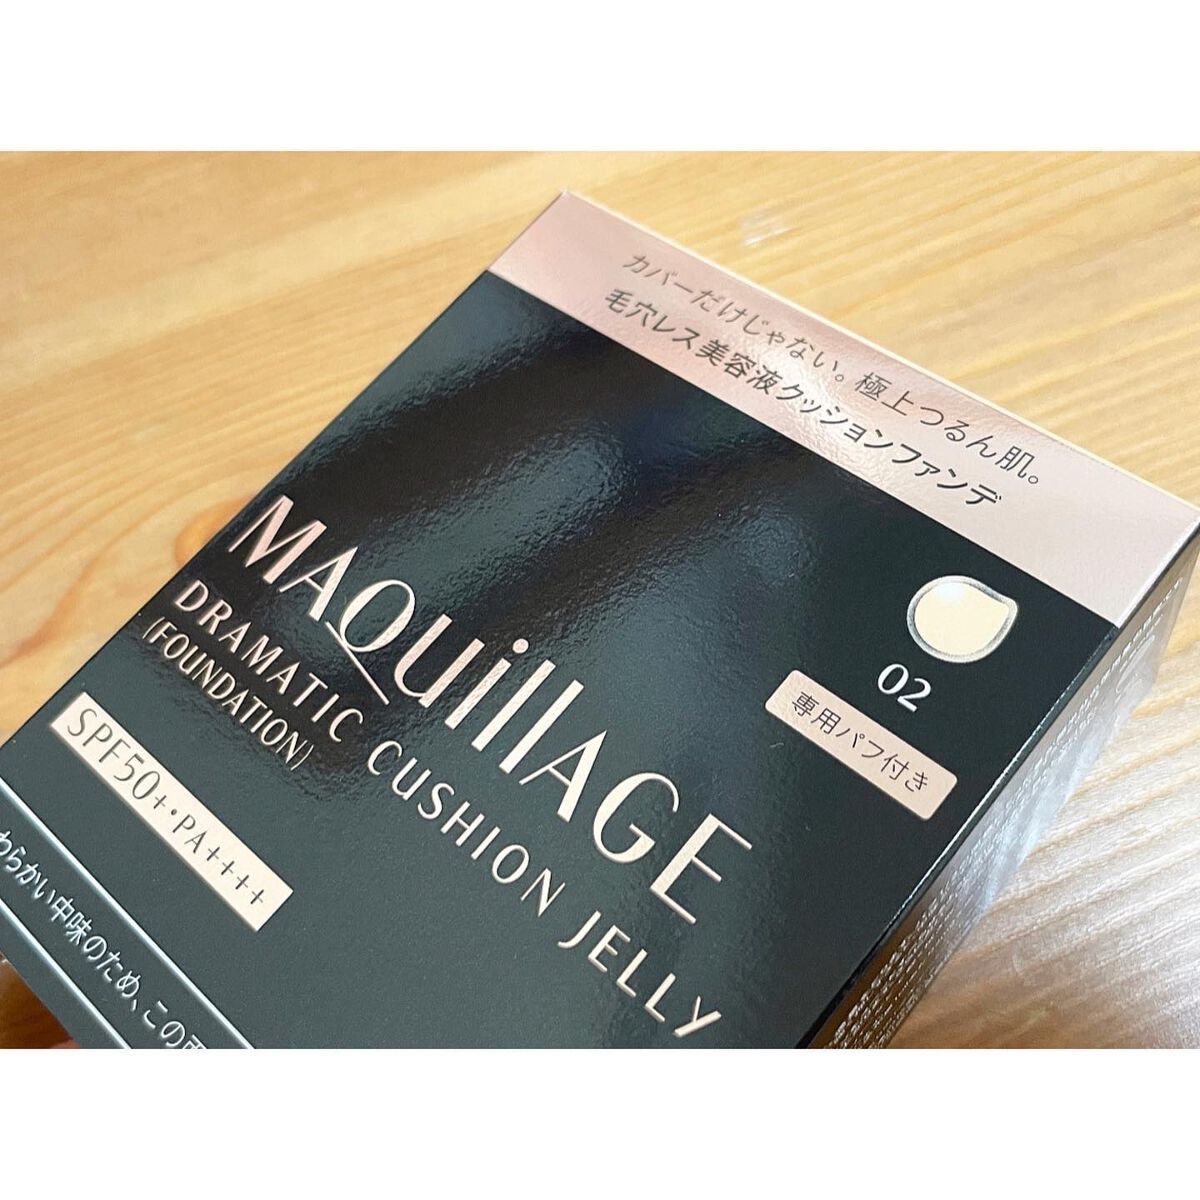 カバーだけじゃない。極上つるん肌。
毛穴レス美容液クッションファンデ
02
専用パフ付き
MAQuillAGE
DRAMATIC CUSHION JELLY
(FOUNDATION)
SPF50+・PA++++
わらかい中味のため、この